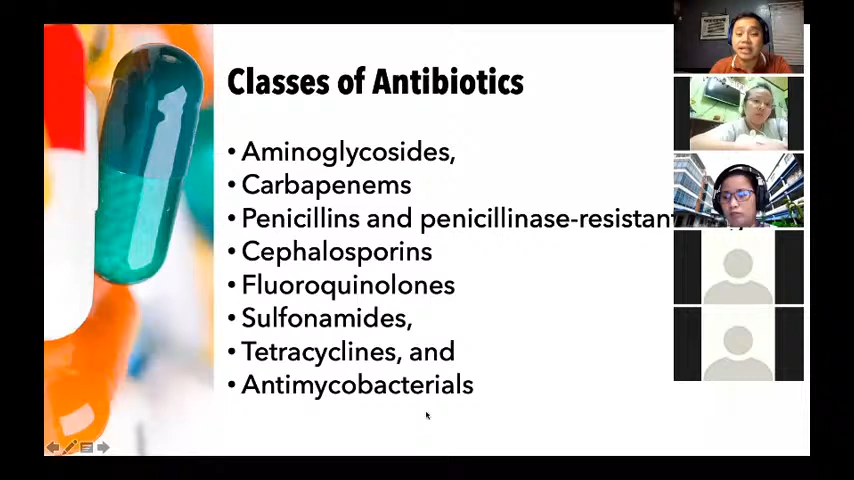 Classes of Antibiotics
• Aminoglycosides,
• Carbapenems
• Penicillins and penicillinase-resistant
• Cephalosporins
• Fluoroquinolones
• Sulfonamides,
• Tetracyclines, and
• Antimycobacterials